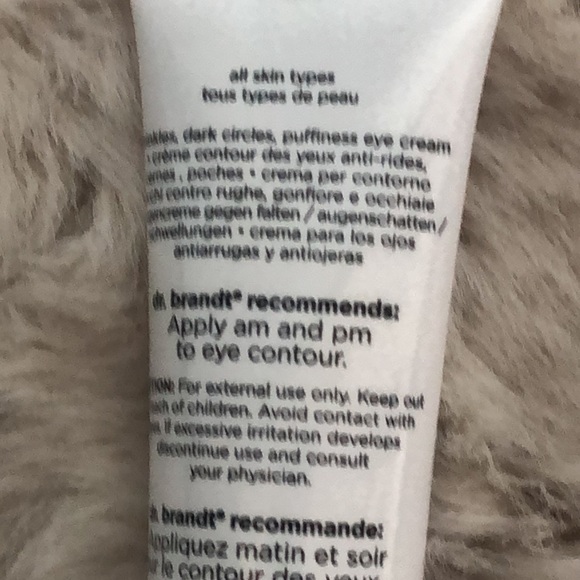 all skin types
tous types de peau
dark circles, puffiness eye cream
crème contour des yeux anti-rides,
poches • crema per contorno
contro rughe, gonfiore e occhiaie
gegen falten / augenschatten /
• crema para los ojos
antiarrugas y antiojeras
dr. brandt® recommends:
Apply am and pm
to eye contour.
For external use only. Keep out
of children. Avoid contact with
If excessive irritation develops
discontinue use and consult
your physician.
brandt® recommande:
Appliquez matin et soir
le contour des yeux